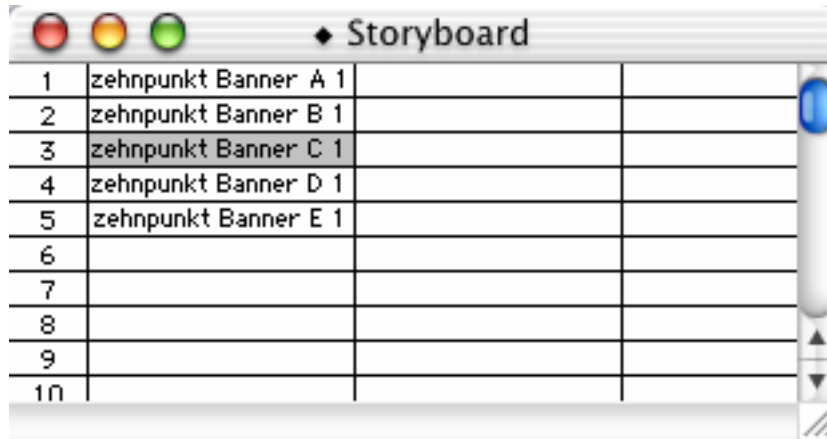 ◆ Storyboard
1 zehnpunkt Banner A 1
2 zehnpunkt Banner B 1
3 zehnpunkt Banner C 1
4 zehnpunkt Banner D 1
5 zehnpunkt Banner E 1
6
7
8
9
10